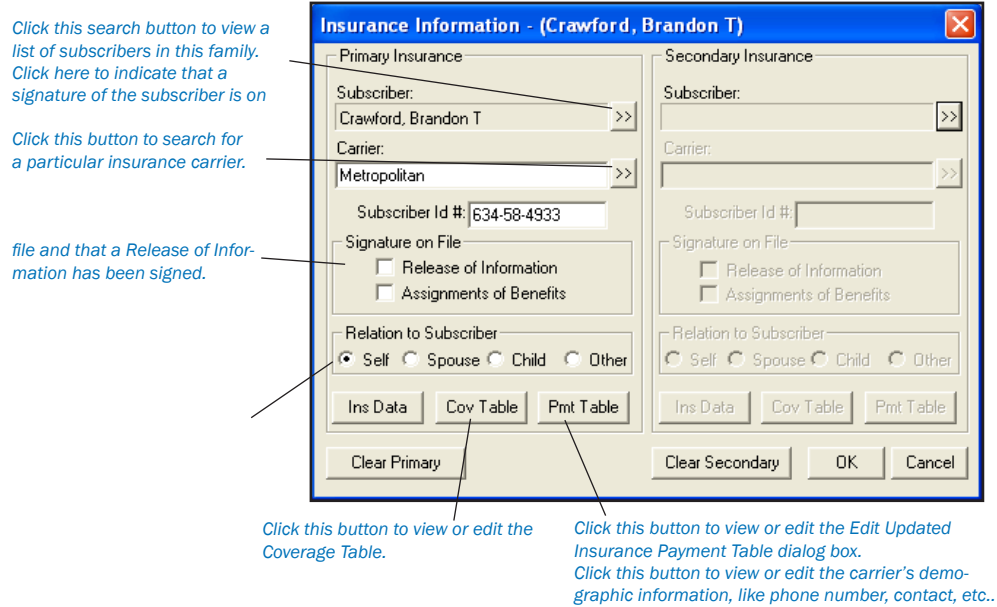 Click this search button to view a
list of subscribers in this family.
Click here to indicate that a
signature of the subscriber is on
Click this button to search for
a particular insurance carrier.
file and that a Release of Infor-
mation has been signed.
Insurance Information - (Crawford, Brandon T)
Primary Insurance
Subscriber:
Crawford, Brandon T >>
Carrier:
Metropolitan >>
Subscriber Id #: 634-58-4933
Signature on File
Release of Information
Assignments of Benefits
Relation to Subscriber
Self Spouse Child Other
Ins Data Cov Table Pmt Table
Clear Primary
Secondary Insurance
Subscriber:
>>
Carrier:
>>
Subscriber Id #:
Signature on File
Release of Information
Assignments of Benefits
Relation to Subscriber
Self Spouse Child Other
Ins Data Cov Table Pmt Table
Clear Secondary OK Cancel
Click this button to view or edit the
Coverage Table.
Click this button to view or edit the Edit Updated
Insurance Payment Table dialog box.
Click this button to view or edit the carrier's demo-
graphic information, like phone number, contact, etc..